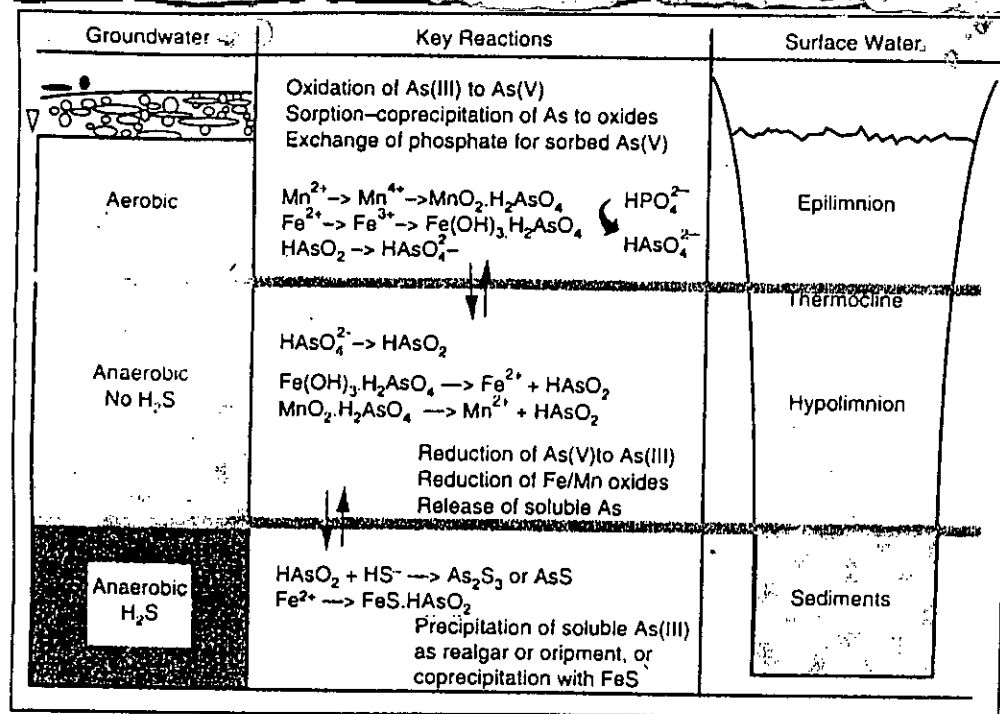 Groundwater
Key Reactions
Surface Water
Oxidation of As(III) to As(V)
Sorption–coprecipitation of As to oxides
Exchange of phosphate for sorbed As(V)
Aerobic
Mn²⁺–> Mn⁴⁺–>MnO₂.H₂AsO₄
Fe²⁺–> Fe³⁺–> Fe(OH)₃.H₂AsO₄
HAsO₂ –> HAsO₄²⁻
HPO₄²⁻
HAsO₄²⁻
Epilimnion
Thermocline
Anaerobic
No H₂S
HAsO₄²⁻–> HAsO₂
Fe(OH)₃.H₂AsO₄ —> Fe²⁺ + HAsO₂
MnO₂.H₂AsO₄ —> Mn²⁺ + HAsO₂
Reduction of As(V)to As(III)
Reduction of Fe/Mn oxides
Release of soluble As
Hypolimnion
Anaerobic
H₂S
HAsO₂ + HS⁻ —> As₂S₃ or AsS
Fe²⁺ —> FeS.HAsO₂
Precipitation of soluble As(III)
as realgar or oripment, or
coprecipitation with FeS
Sediments